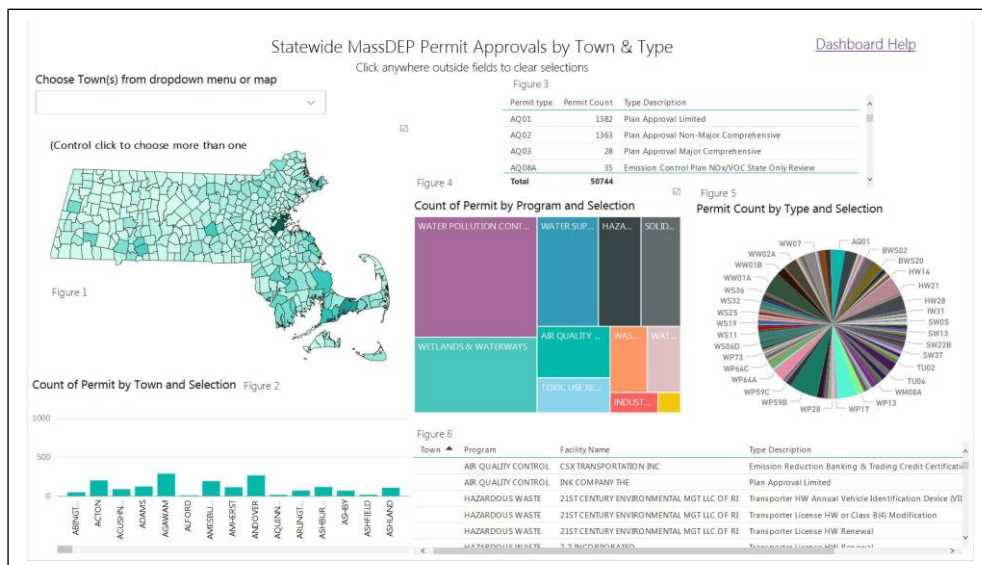 Statewide MassDEP Permit Approvals by Town & Type
Dashboard Help
Click anywhere outside fields to clear selections
Choose Town(s) from dropdown menu or map
(Control click to choose more than one
Figure 1
Figure 3
Permit type Permit Count Type Description
AQ01 1382 Plan Approval Limited
AQ02 1363 Plan Approval Non-Major Comprehensive
AQ03 28 Plan Approval Major Comprehensive
AQ08A 35 Emission Control Plan NOx/VOC State Only Review
Total 50744
Figure 4
Count of Permit by Program and Selection
WATER POLLUTION CONT...
WATER SUP...
HAZA...
SOLID...
WETLANDS & WATERWAYS
AIR QUALITY ...
WAS...
WAT...
TOXIC USE RE...
INDUST...
Figure 5
Permit Count by Type and Selection
AQ01
BWS02
BWS20
HW14
HW21
HW28
IW31
SW05
SW13
SW22B
SW37
TU02
TU04
WM08A
WP13
WP17
WP28
WP59B
WP59C
WP64A
WP64C
WP73
WS06D
WS11
WS19
WS25
WS32
WS36
WW01A
WW01B
WW02A
WW07
Count of Permit by Town and Selection Figure 2
1000
500
0
ABINGT...
ACTON
ACUSHN...
ADAMS
AGAWAM
ALFORD
AMESBU...
AMHERST
ANDOVER
AQUINN...
ARLINGT...
ASHBUR...
ASHBY
ASHFIELD
ASHLAND
Figure 6
Town Program Facility Name Type Description
AIR QUALITY CONTROL CSX TRANSPORTATION INC Emission Reduction Banking & Trading Credit Certificati
AIR QUALITY CONTROL INK COMPANY THE Plan Approval Limited
HAZARDOUS WASTE 21ST CENTURY ENVIRONMENTAL MGT LLC OF RI Transporter HW Annual Vehicle Identification Device (VI
HAZARDOUS WASTE 21ST CENTURY ENVIRONMENTAL MGT LLC OF RI Transporter License HW or Class B(4) Modification
HAZARDOUS WASTE 21ST CENTURY ENVIRONMENTAL MGT LLC OF RI Transporter License HW Renewal
HAZARDOUS WASTE 7-7 INCORPORATED Transporter License HW Renewal